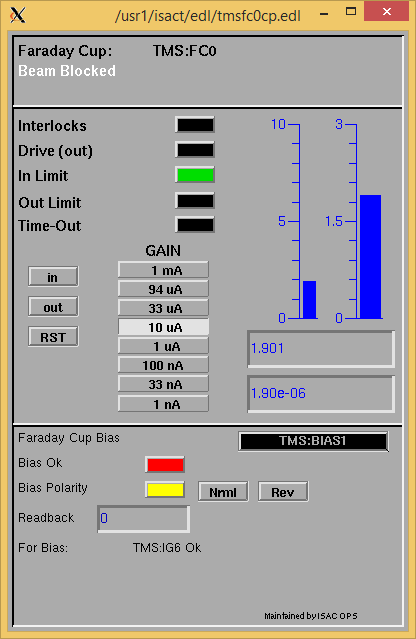 /usr1/isact/edl/tmsfc0cp.edl
Faraday Cup: TMS:FC0
Beam Blocked
Interlocks
Drive (out)
In Limit
Out Limit
Time-Out
GAIN
1 mA
94 uA
33 uA
10 uA
1 uA
100 nA
33 nA
1 nA
in
out
RST
10
5
0
3
1.5
0
1.901
1.90e-06
Faraday Cup Bias TMS:BIAS1
Bias Ok
Bias Polarity Nrml Rev
Readback 0
For Bias: TMS:IG6 Ok
Maintained by ISAC OPS